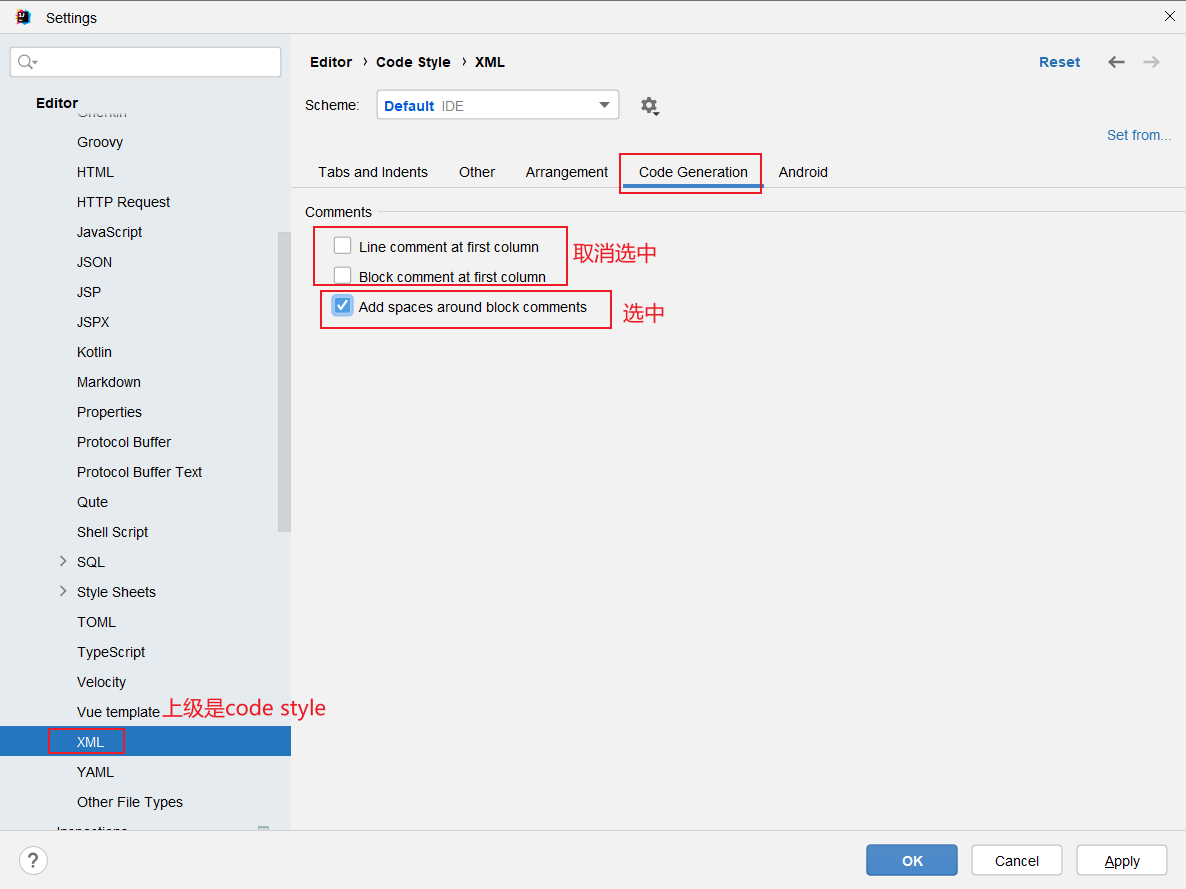 Settings
Editor › Code Style › XML
Reset
Scheme:
Default IDE
Set from...
Tabs and Indents
Other
Arrangement
Code Generation
Android
Comments
Line comment at first column
Block comment at first column
取消选中
Add spaces around block comments
选中
Editor
Gherkin
Groovy
HTML
HTTP Request
JavaScript
JSON
JSP
JSPX
Kotlin
Markdown
Properties
Protocol Buffer
Protocol Buffer Text
Qute
Shell Script
SQL
Style Sheets
TOML
TypeScript
Velocity
Vue template
上级是code style
XML
YAML
Other File Types
Inspections
?
OK
Cancel
Apply